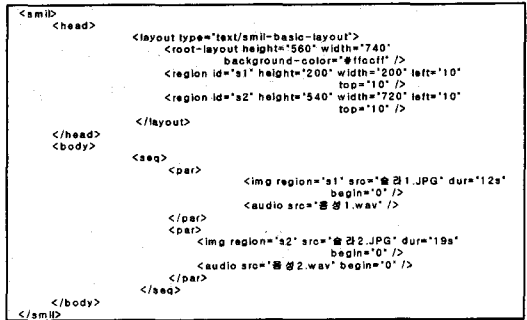 <smil>
<head>
<layout type="text/smil-basic-layout">
<root-layout height="560" width="740"
background-color="#ffccff" />
<region id="s1" height="200" width="200" left="10"
top="10" />
<region id="s2" height="540" width="720" left="10"
top="10" />
</layout>
</head>
<body>
<seq>
<par>
<img region="s1" src="슬라1.JPG" dur="12s"
begin="0" />
<audio src="음성1.wav" />
</par>
<par>
<img region="s2" src="슬라2.JPG" dur="19s"
begin="0" />
<audio src="음성2.wav" begin="0" />
</par>
</seq>
</body>
</smil>